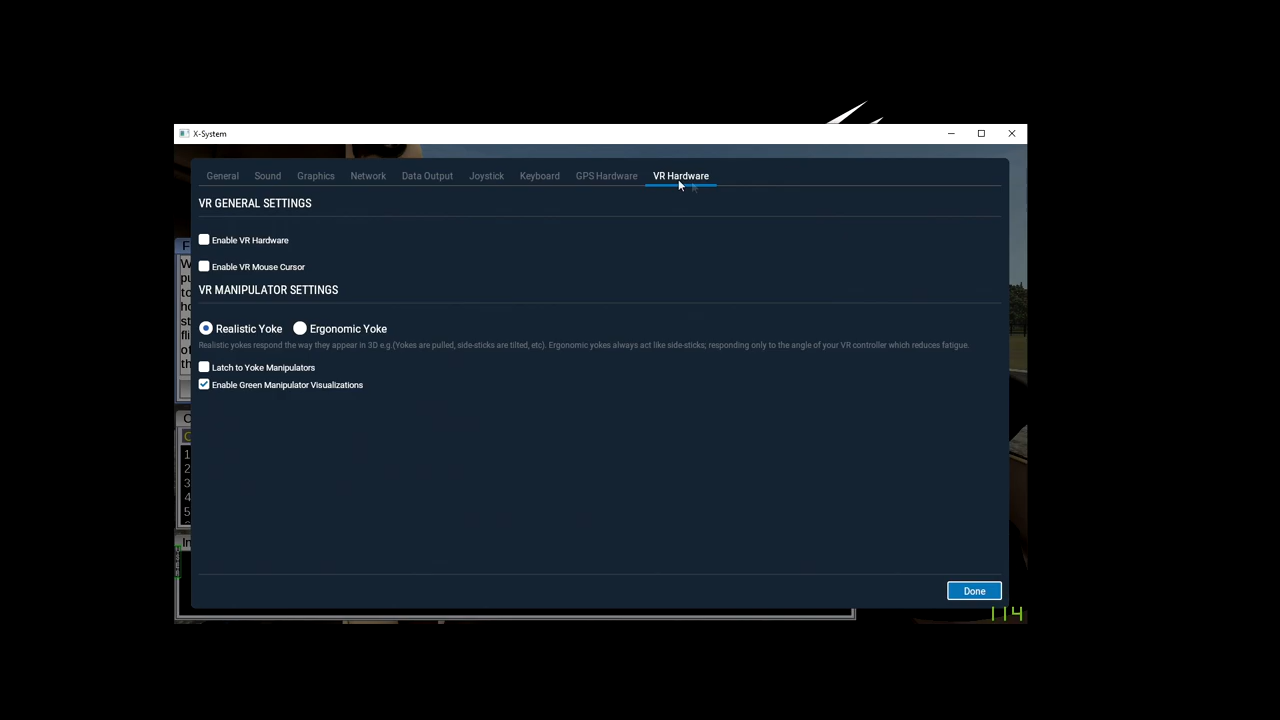 X-System
General Sound Graphics Network Data Output Joystick Keyboard GPS Hardware VR Hardware
VR GENERAL SETTINGS
Enable VR Hardware
Enable VR Mouse Cursor
VR MANIPULATOR SETTINGS
Realistic Yoke Ergonomic Yoke
Realistic yokes respond the way they appear in 3D e.g.(Yokes are pulled, side-sticks are tilted, etc). Ergonomic yokes always act like side-sticks; responding only to the angle of your VR controller which reduces fatigue.
Latch to Yoke Manipulators
Enable Green Manipulator Visualizations
Done
114